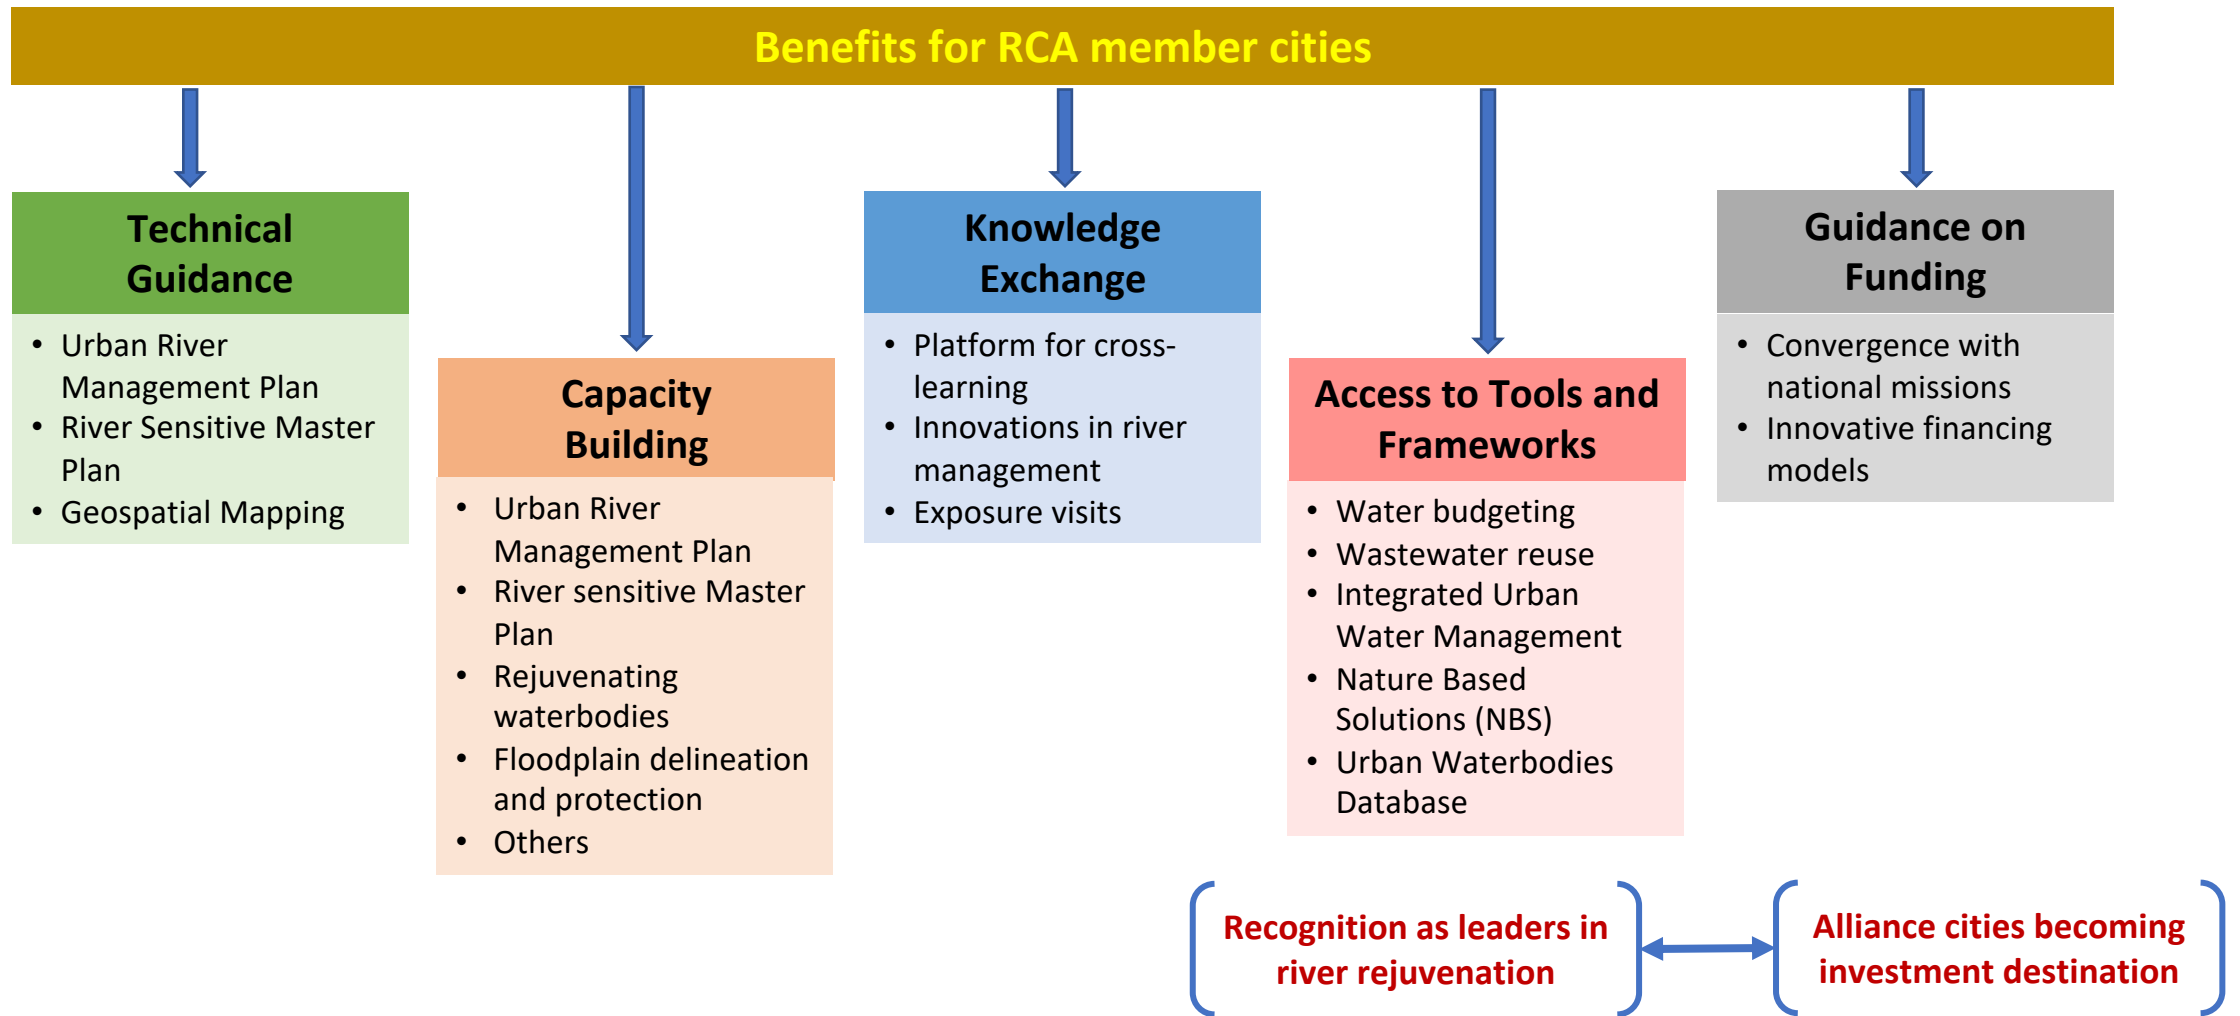 Benefits for RCA member cities
Technical
Guidance
• Urban River
Management Plan
• River Sensitive Master
Plan
• Geospatial Mapping
Capacity
Building
• Urban River
Management Plan
• River sensitive Master
Plan
• Rejuvenating
waterbodies
• Floodplain delineation
and protection
• Others
Knowledge
Exchange
• Platform for cross-
learning
• Innovations in river
management
• Exposure visits
Access to Tools and
Frameworks
• Water budgeting
• Wastewater reuse
• Integrated Urban
Water Management
• Nature Based
Solutions (NBS)
• Urban Waterbodies
Database
Guidance on
Funding
• Convergence with
national missions
• Innovative financing
models
Recognition as leaders in
river rejuvenation
Alliance cities becoming
investment destination